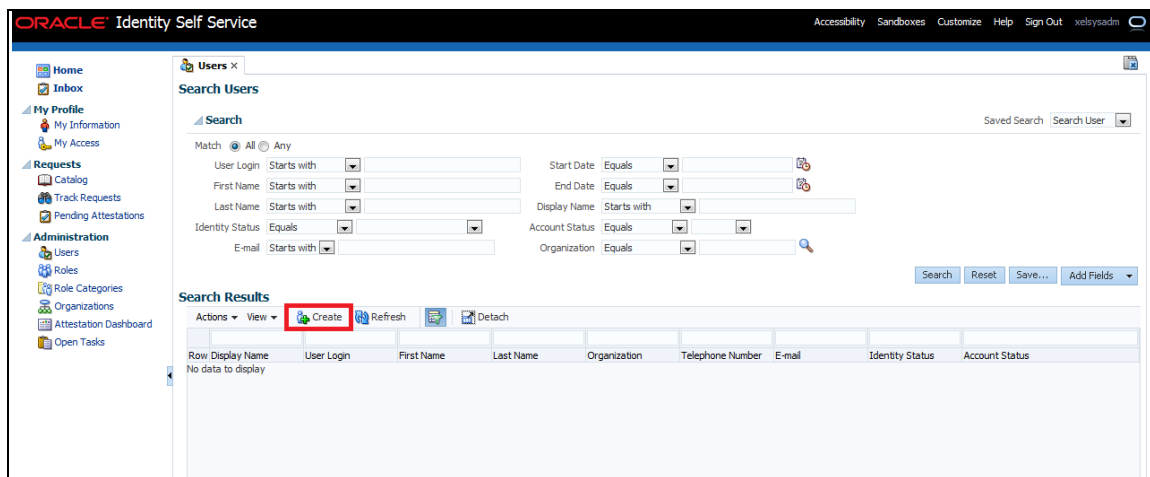 ORACLE Identity Self Service
Accessibility Sandboxes Customize Help Sign Out xelsysadm
Home
Inbox
My Profile
My Information
My Access
Requests
Catalog
Track Requests
Pending Attestations
Administration
Users
Roles
Role Categories
Organizations
Attestation Dashboard
Open Tasks
Users ×
Search Users
Search
Saved Search Search User
Match All Any
User Login Starts with Start Date Equals
First Name Starts with End Date Equals
Last Name Starts with Display Name Starts with
Identity Status Equals Account Status Equals
E-mail Starts with Organization Equals
Search Reset Save... Add Fields
Search Results
Actions View Create Refresh Detach
Row Display Name User Login First Name Last Name Organization Telephone Number E-mail Identity Status Account Status
No data to display